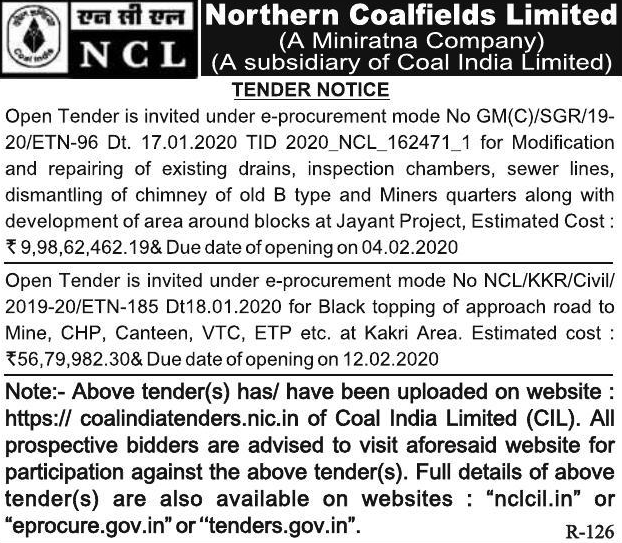 एन सी एल
NCL
Coal India
Northern Coalfields Limited
(A Miniratna Company)
(A subsidiary of Coal India Limited)
TENDER NOTICE
Open Tender is invited under e-procurement mode No GM(C)/SGR/19-
20/ETN-96 Dt. 17.01.2020 TID 2020_NCL_162471_1 for Modification
and repairing of existing drains, inspection chambers, sewer lines,
dismantling of chimney of old B type and Miners quarters along with
development of area around blocks at Jayant Project, Estimated Cost :
₹ 9,98,62,462.19& Due date of opening on 04.02.2020
Open Tender is invited under e-procurement mode No NCL/KKR/Civil/
2019-20/ETN-185 Dt18.01.2020 for Black topping of approach road to
Mine, CHP, Canteen, VTC, ETP etc. at Kakri Area. Estimated cost :
₹56,79,982.30& Due date of opening on 12.02.2020
Note:- Above tender(s) has/ have been uploaded on website :
https:// coalindiatenders.nic.in of Coal India Limited (CIL). All
prospective bidders are advised to visit aforesaid website for
participation against the above tender(s). Full details of above
tender(s) are also available on websites : “nclcil.in” or
“eprocure.gov.in” or “tenders.gov.in”.
R-126